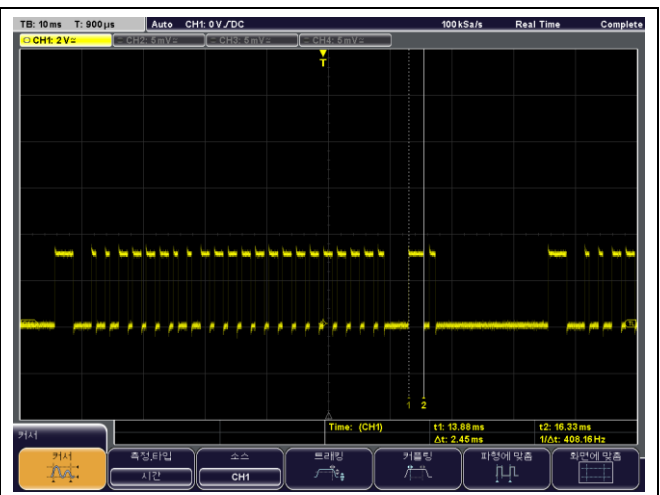 TB: 10 ms T: 900 µs Auto CH1: 0 V DC 100 kSa/s Real Time Complete
CH1: 2 V CH2: 5 mV CH3: 5 mV CH4: 5 mV
T
1 2
Time: (CH1) t1: 13.88 ms t2: 16.33 ms
Δt: 2.45 ms 1/Δt: 408.16 Hz
커서
커서 측정.타입 소스 트래킹 커플링 파형에 맞춤 화면에 맞춤
시간 CH1